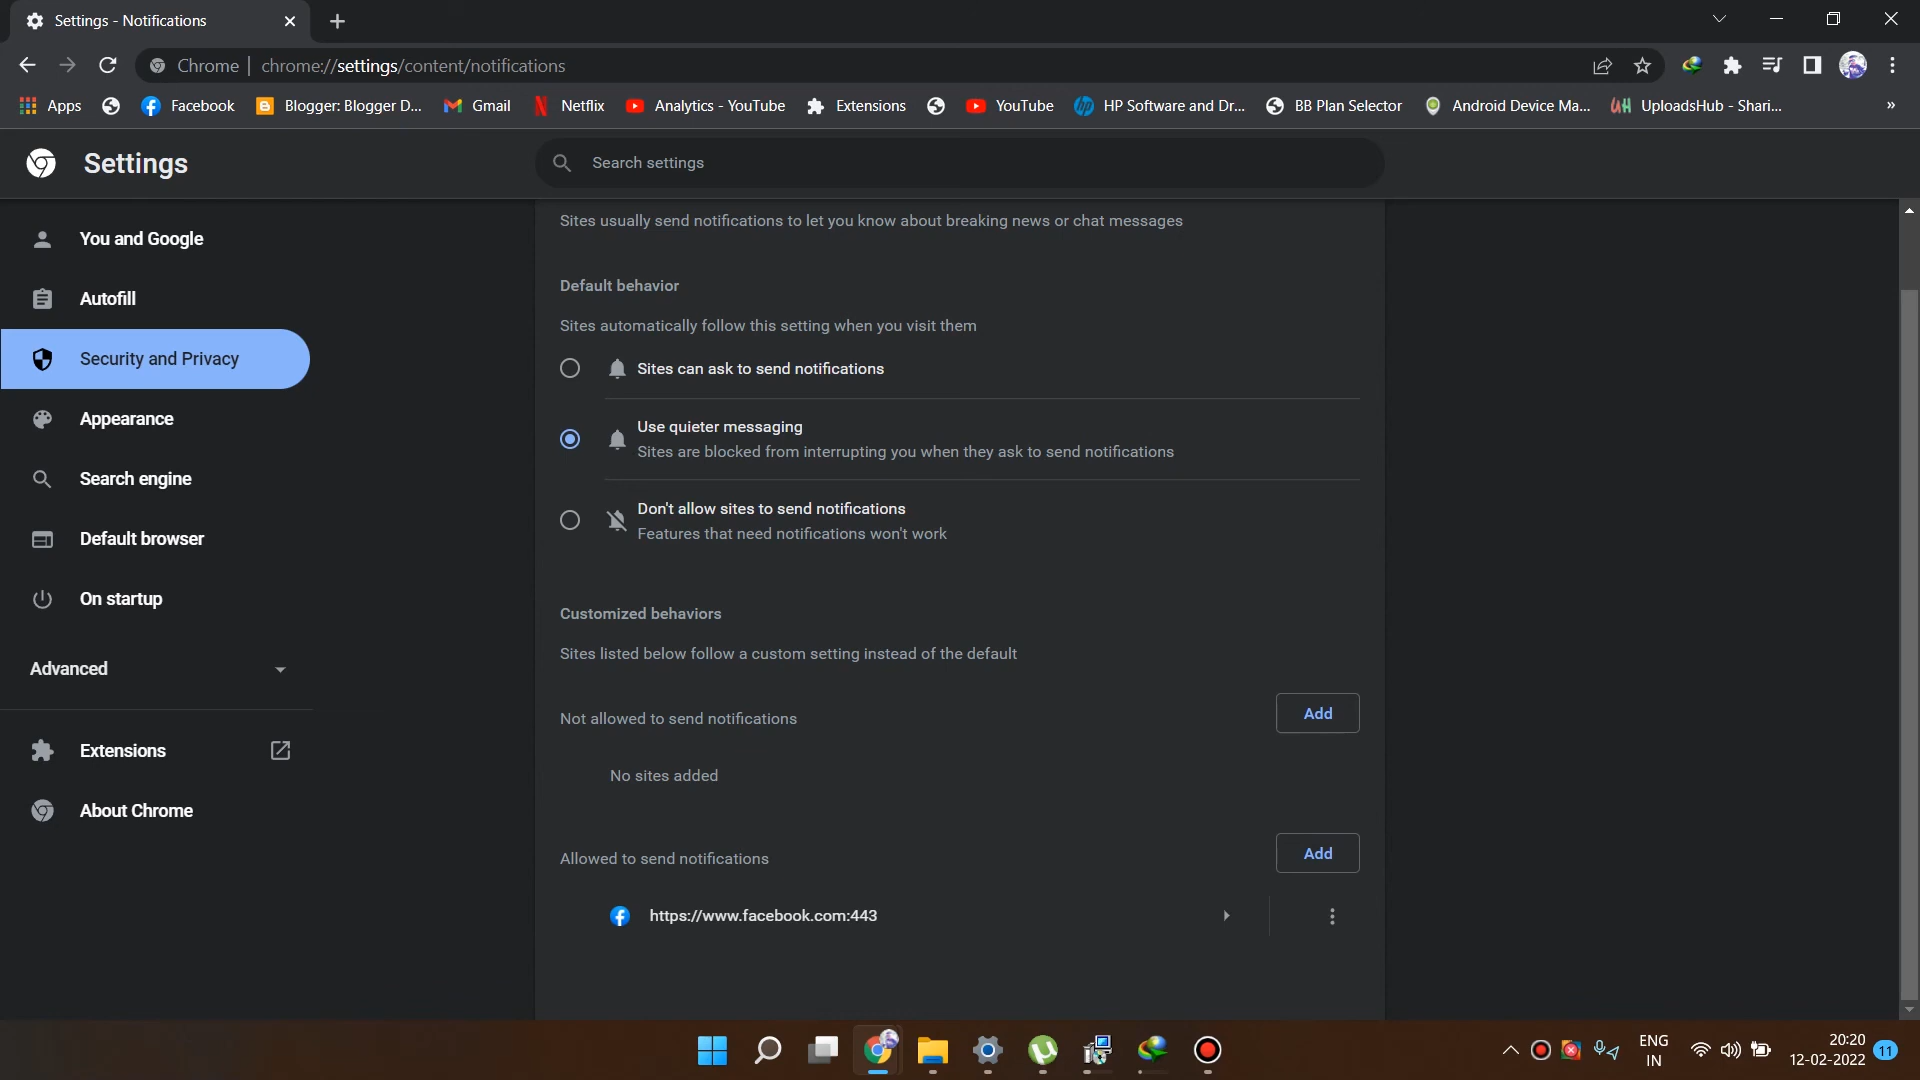 Settings - Notifications
Chrome | chrome://settings/content/notifications
Apps Facebook Blogger: Blogger D... Gmail Netflix Analytics - YouTube Extensions YouTube HP Software and Dr... BB Plan Selector Android Device Ma... UploadsHub - Shari... »
Settings
Search settings
You and Google
Autofill
Security and Privacy
Appearance
Search engine
Default browser
On startup
Advanced
Extensions
About Chrome
Sites usually send notifications to let you know about breaking news or chat messages
Default behavior
Sites automatically follow this setting when you visit them
Sites can ask to send notifications
Use quieter messaging
Sites are blocked from interrupting you when they ask to send notifications
Don't allow sites to send notifications
Features that need notifications won't work
Customized behaviors
Sites listed below follow a custom setting instead of the default
Not allowed to send notifications
Add
No sites added
Allowed to send notifications
Add
https://www.facebook.com:443
ENG
IN
20:20
12-02-2022
11